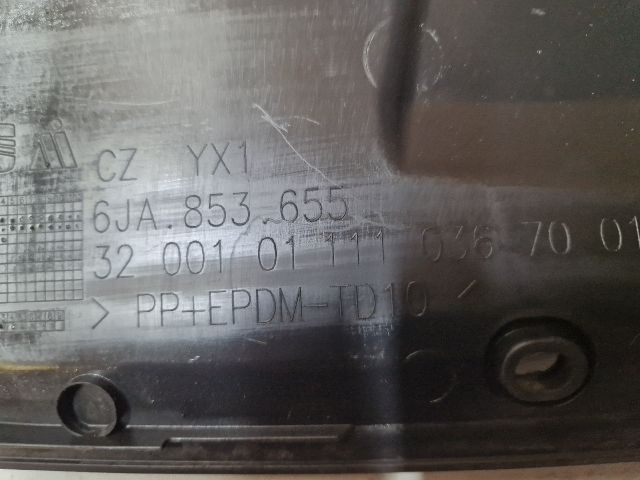 CZ YX1
6JA.853.655
32 001 01 111 036 70 01
> PP+EPDM-TD10 <